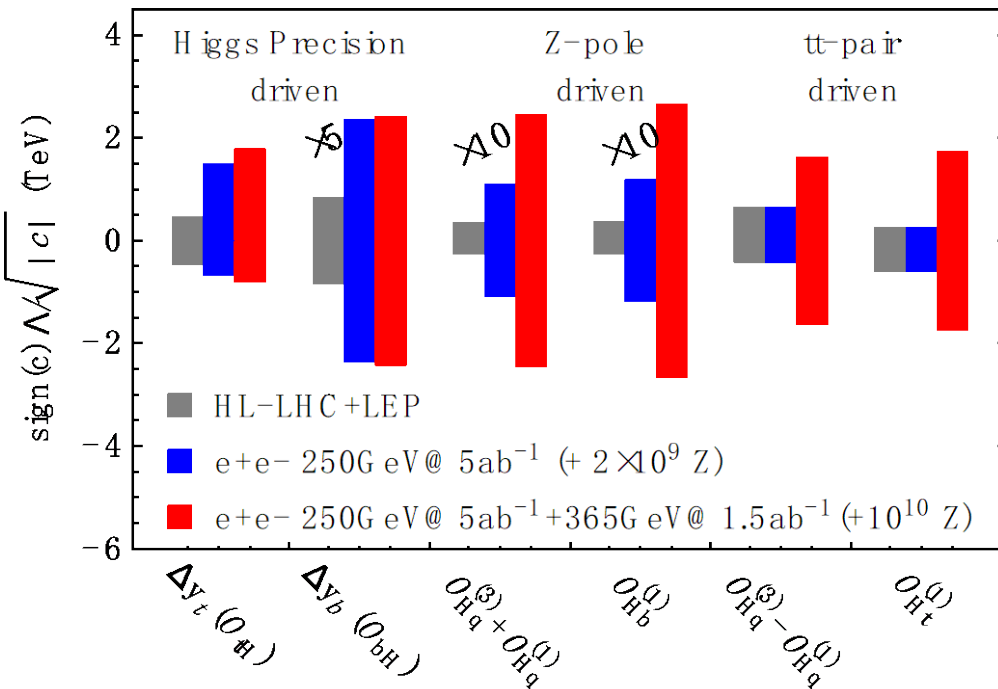 Higgs Precision
driven
Z-pole
driven
tt-pair
driven
×5
×10
×10
sign(c) Λ/√|c| (TeV)
4
2
0
−2
−4
−6
HL-LHC+LEP
e+e- 250GeV@ 5ab⁻¹ (+ 2×10⁹ Z)
e+e- 250GeV@ 5ab⁻¹+365GeV@ 1.5ab⁻¹ (+10¹⁰ Z)
Δyₜ (O_tH)
Δy_b (O_bH)
O_Hq^(3)+O_Hq^(1)
O_Hb^(1)
O_Hq^(3)-O_Hq^(1)
O_Ht^(1)